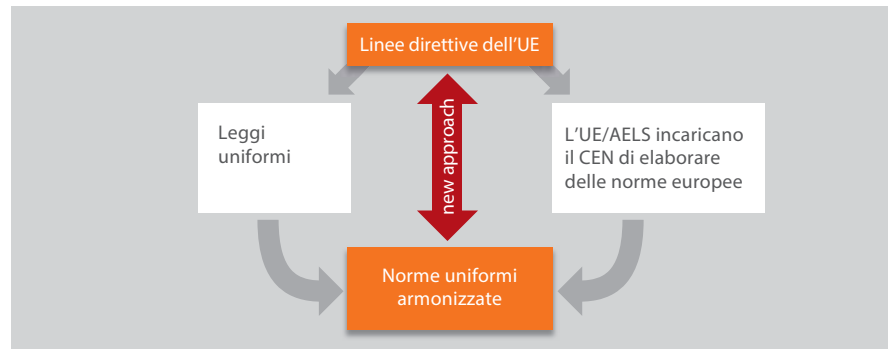 Linee direttive dell’UE
Leggi
uniformi
new approach
L’UE/AELS incaricano
il CEN di elaborare
delle norme europee
Norme uniformi
armonizzate